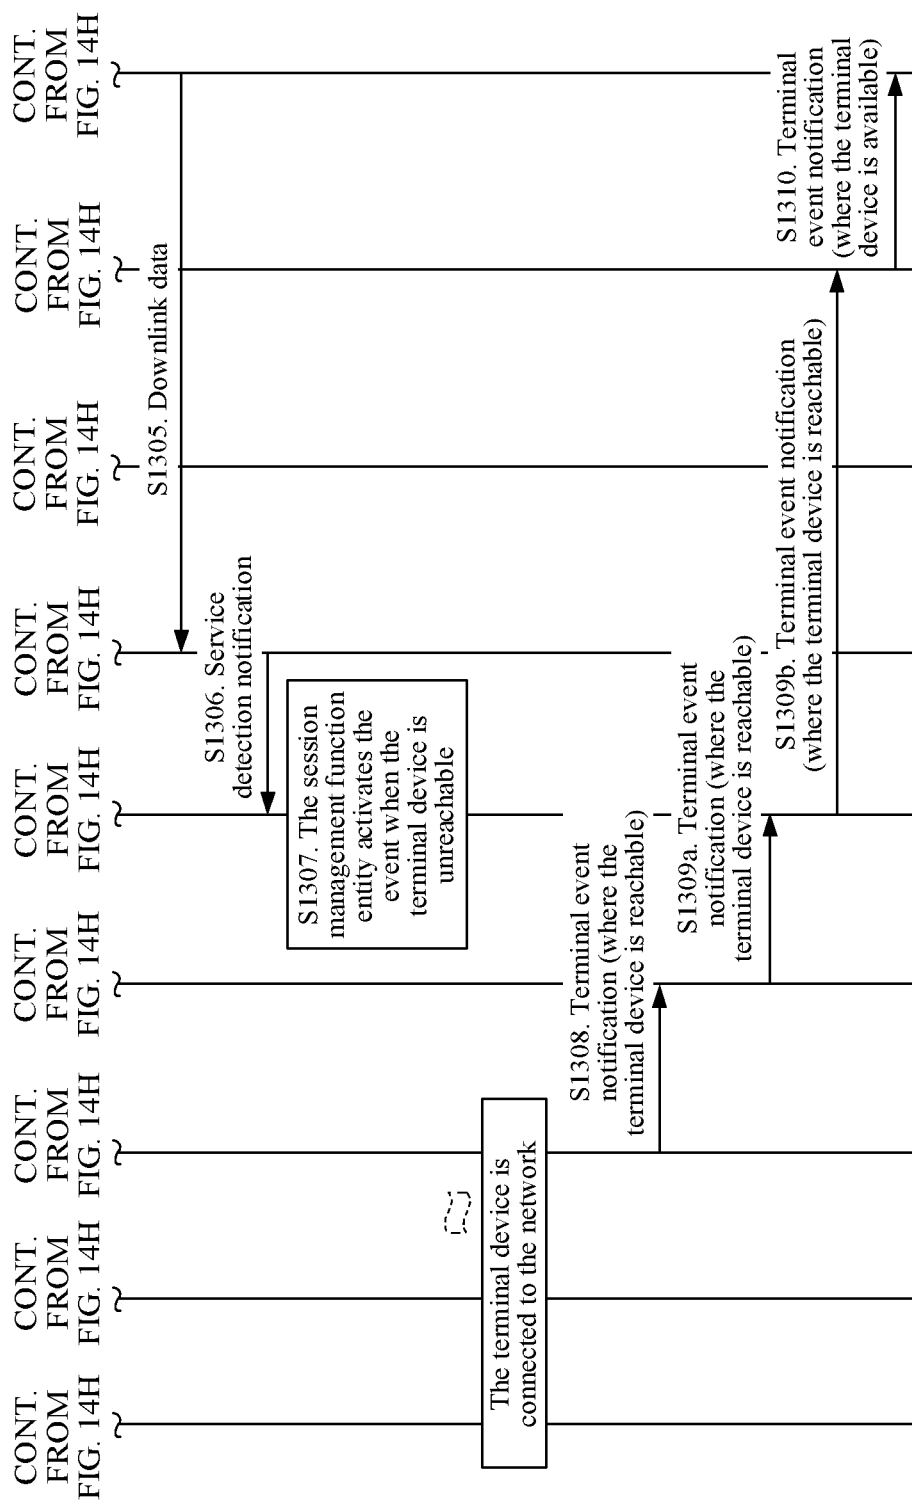 CONT.
FROM
FIG. 14H
CONT.
FROM
FIG. 14H
CONT.
FROM
FIG. 14H
CONT.
FROM
FIG. 14H
CONT.
FROM
FIG. 14H
CONT.
FROM
FIG. 14H
CONT.
FROM
FIG. 14H
CONT.
FROM
FIG. 14H
CONT.
FROM
FIG. 14H
S1305. Downlink data
S1306. Service
detection notification
S1307. The session
management function
entity activates the
event when the
terminal device is
unreachable
The terminal device is
connected to the network
S1308. Terminal event
notification (where the
terminal device is reachable)
S1309a. Terminal event
notification (where the
terminal device is reachable)
S1309b. Terminal event notification
(where the terminal device is reachable)
S1310. Terminal
event notification
(where the terminal
device is available)